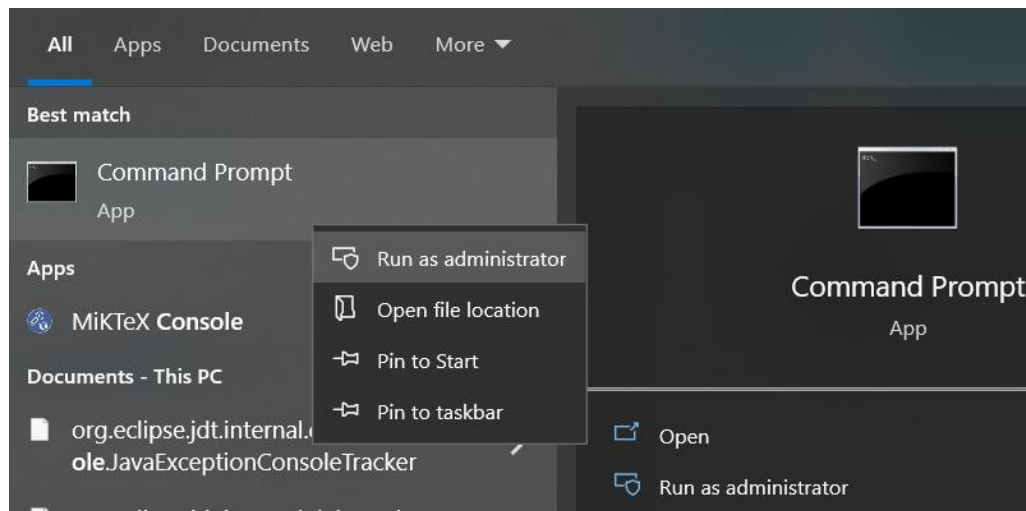 All Apps Documents Web More
Best match
Command Prompt
App
Apps
MiKTeX Console
Documents - This PC
org.eclipse.jdt.internal.
ole.JavaExceptionConsoleTracker
Run as administrator
Open file location
Pin to Start
Pin to taskbar
Command Prompt
App
Open
Run as administrator